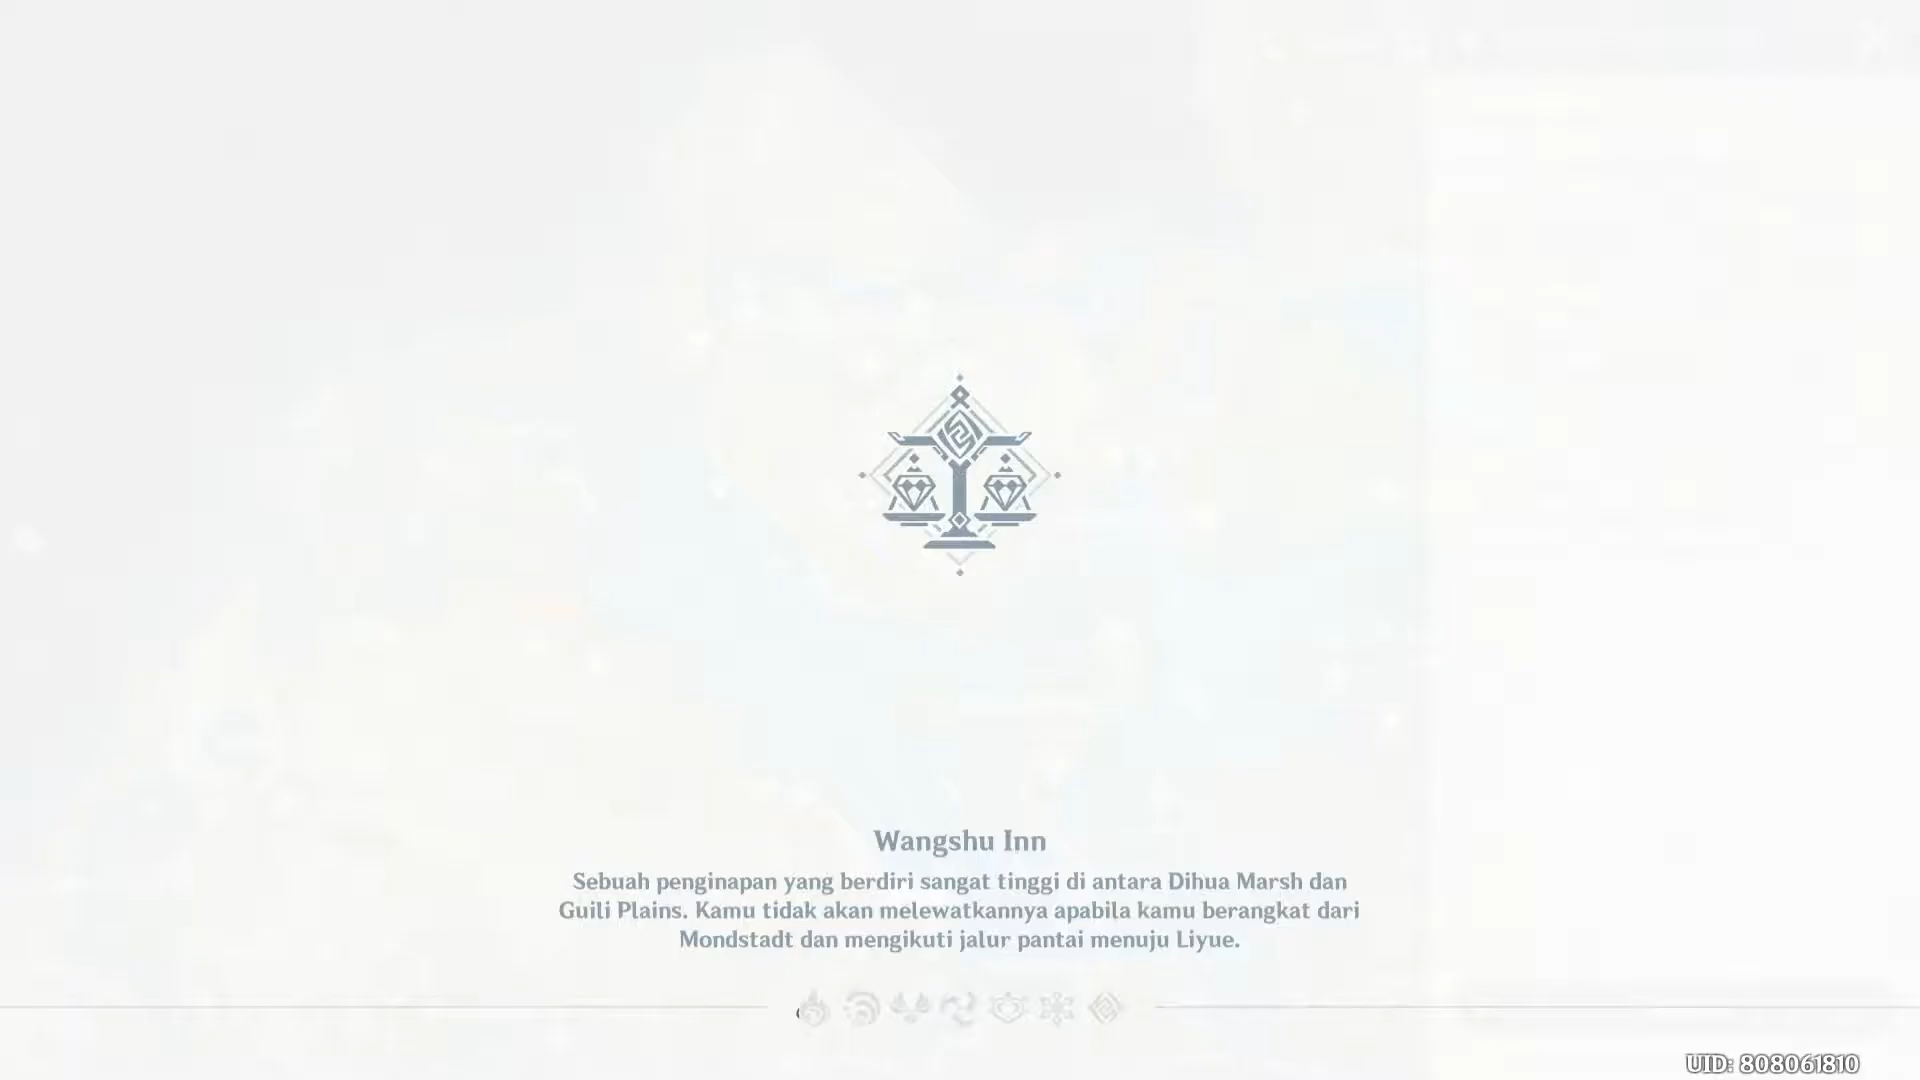 Wangshu Inn
Sebuah penginapan yang berdiri sangat tinggi di antara Dihua Marsh dan
Guili Plains. Kamu tidak akan melewatkannya apabila kamu berangkat dari
Mondstadt dan mengikuti jalur pantai menuju Liyue.
UID: 808061810